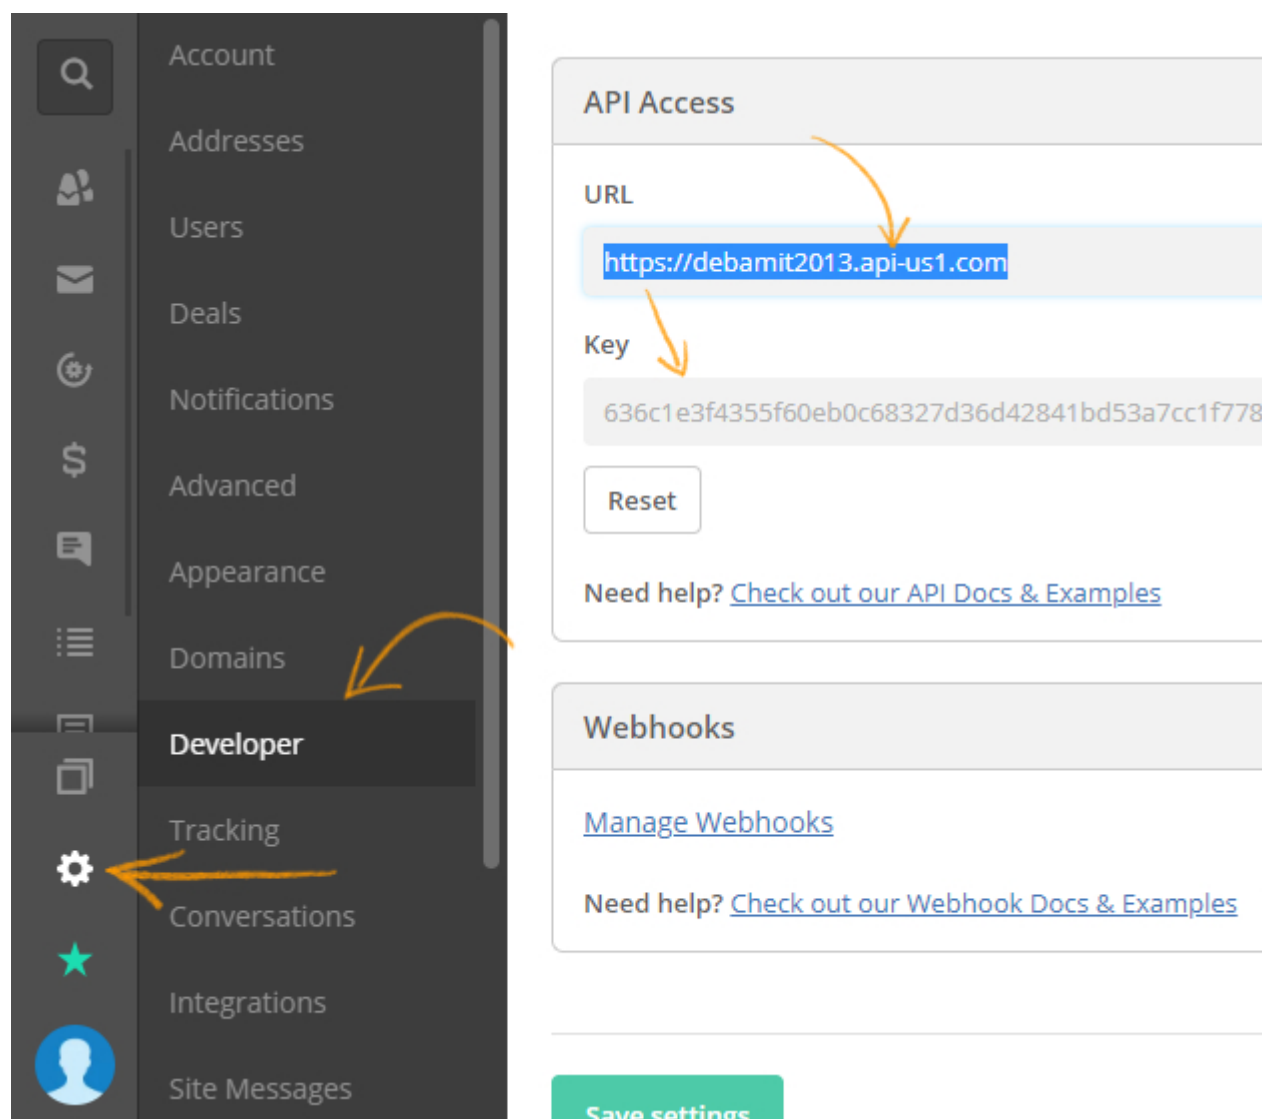 Account
Addresses
Users
Deals
Notifications
Advanced
Appearance
Domains
Developer
Tracking
Conversations
Integrations
Site Messages
API Access
URL
https://debamit2013.api-us1.com
Key
636c1e3f4355f60eb0c68327d36d42841bd53a7cc1f778
Reset
Need help? Check out our API Docs & Examples
Webhooks
Manage Webhooks
Need help? Check out our Webhook Docs & Examples
Save settings